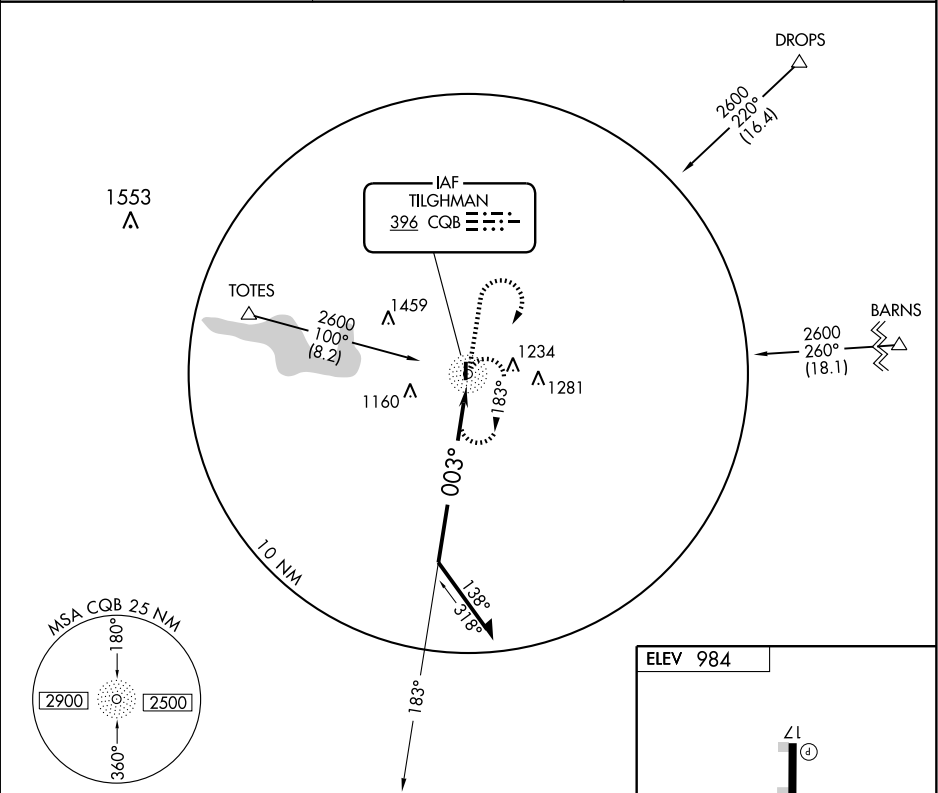 DROPS
2600
220°
(16.4)
1553
IAF
TILGHMAN
396 CQB
TOTES
2600
100°
(8.2)
1459
BARNS
2600
260°
(18.1)
1234
1281
1160
183°
003°
10 NM
138°
318°
183°
MSA CQB 25 NM
180°
2900
2500
360°
ELEV 984
17
P